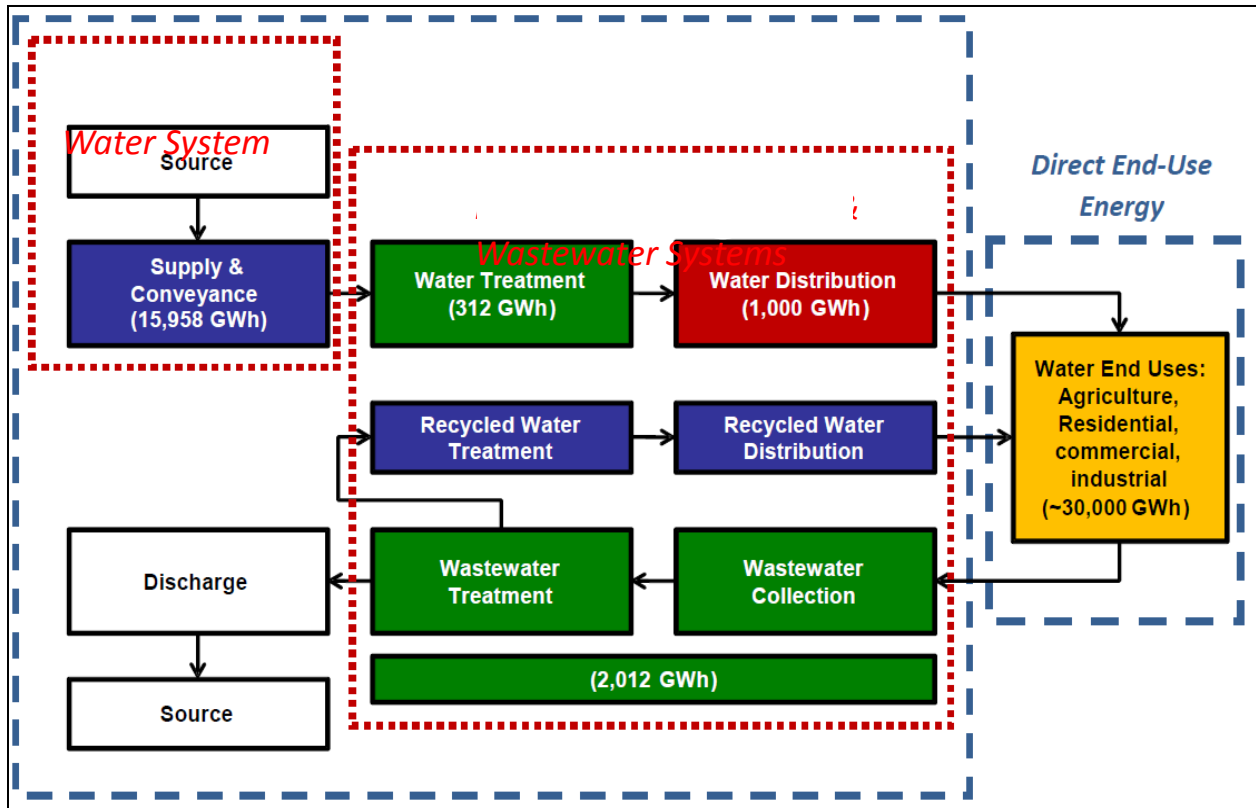 Water System
Source
Supply &
Conveyance
(15,958 GWh)
&
Wastewater Systems
Water Treatment
(312 GWh)
Water Distribution
(1,000 GWh)
Direct End-Use
Energy
Water End Uses:
Agriculture,
Residential,
commercial,
industrial
(~30,000 GWh)
Recycled Water
Treatment
Recycled Water
Distribution
Discharge
Wastewater
Treatment
Wastewater
Collection
(2,012 GWh)
Source